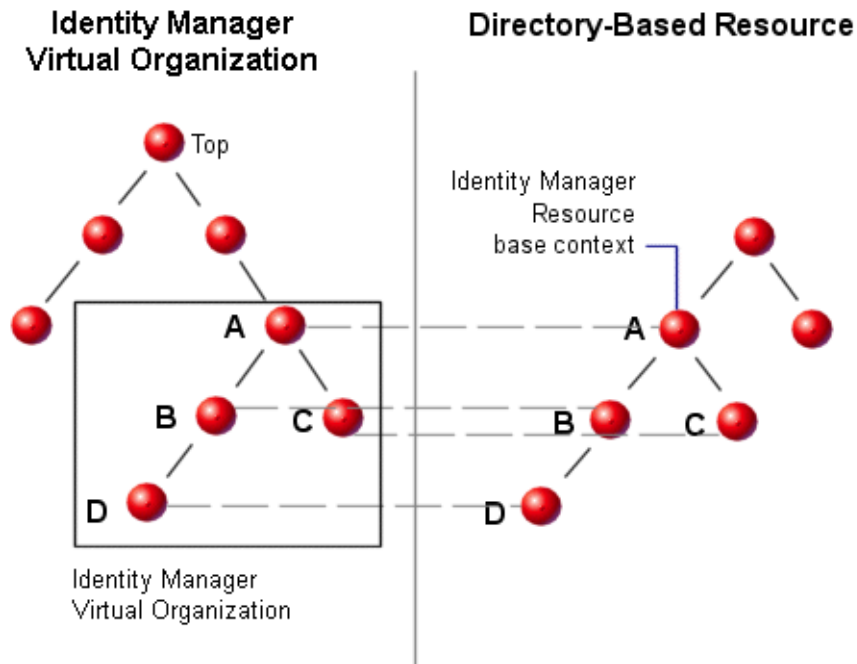 Identity Manager
Virtual Organization
Directory-Based Resource
Top
Identity Manager
Resource
base context
A
B
C
D
A
B
C
D
Identity Manager
Virtual Organization